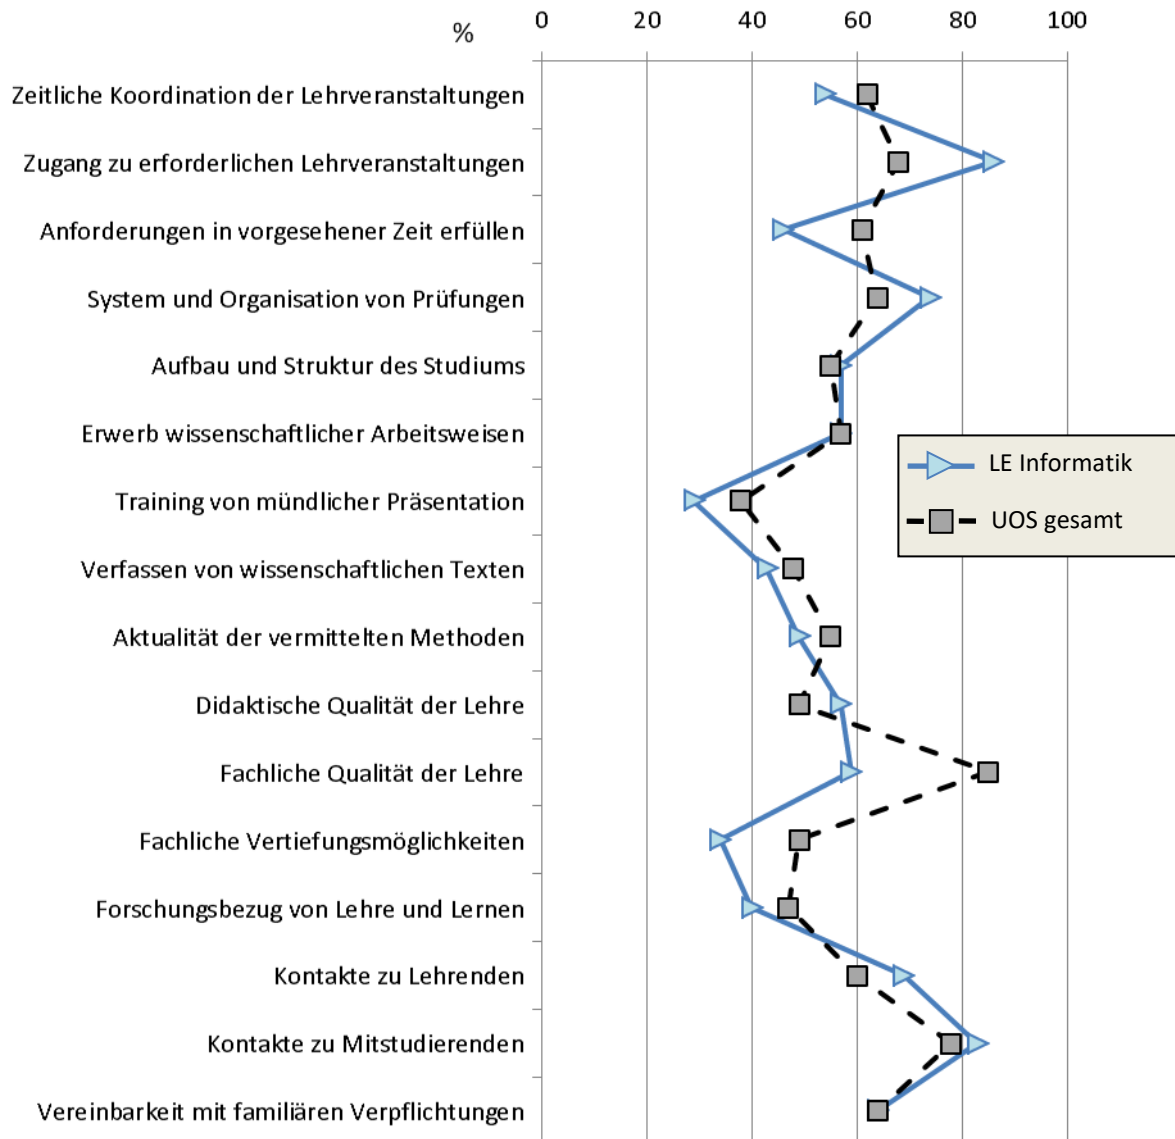 % 0 20 40 60 80 100
Zeitliche Koordination der Lehrveranstaltungen
Zugang zu erforderlichen Lehrveranstaltungen
Anforderungen in vorgesehener Zeit erfüllen
System und Organisation von Prüfungen
Aufbau und Struktur des Studiums
Erwerb wissenschaftlicher Arbeitsweisen
Training von mündlicher Präsentation
Verfassen von wissenschaftlichen Texten
Aktualität der vermittelten Methoden
Didaktische Qualität der Lehre
Fachliche Qualität der Lehre
Fachliche Vertiefungsmöglichkeiten
Forschungsbezug von Lehre und Lernen
Kontakte zu Lehrenden
Kontakte zu Mitstudierenden
Vereinbarkeit mit familiären Verpflichtungen
LE Informatik
UOS gesamt